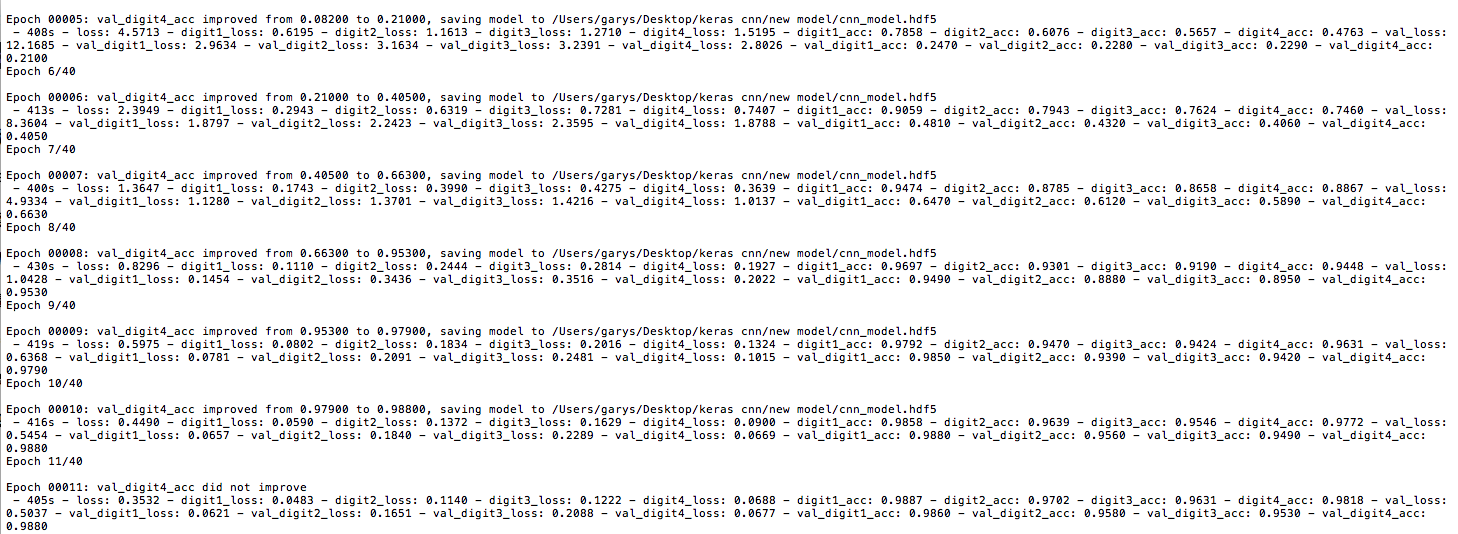 Epoch 00005: val_digit4_acc improved from 0.08200 to 0.21000, saving model to /Users/garys/Desktop/keras cnn/new model/cnn_model.hdf5
 - 408s - loss: 4.5713 - digit1_loss: 0.6195 - digit2_loss: 1.1613 - digit3_loss: 1.2710 - digit4_loss: 1.5195 - digit1_acc: 0.7858 - digit2_acc: 0.6076 - digit3_acc: 0.5657 - digit4_acc: 0.4763 - val_loss:
12.1685 - val_digit1_loss: 2.9634 - val_digit2_loss: 3.1634 - val_digit3_loss: 3.2391 - val_digit4_loss: 2.8026 - val_digit1_acc: 0.2470 - val_digit2_acc: 0.2280 - val_digit3_acc: 0.2290 - val_digit4_acc:
0.2100
Epoch 6/40

Epoch 00006: val_digit4_acc improved from 0.21000 to 0.40500, saving model to /Users/garys/Desktop/keras cnn/new model/cnn_model.hdf5
 - 413s - loss: 2.3949 - digit1_loss: 0.2943 - digit2_loss: 0.6319 - digit3_loss: 0.7281 - digit4_loss: 0.7407 - digit1_acc: 0.9059 - digit2_acc: 0.7943 - digit3_acc: 0.7624 - digit4_acc: 0.7460 - val_loss:
8.3604 - val_digit1_loss: 1.8797 - val_digit2_loss: 2.2423 - val_digit3_loss: 2.3595 - val_digit4_loss: 1.8788 - val_digit1_acc: 0.4810 - val_digit2_acc: 0.4320 - val_digit3_acc: 0.4060 - val_digit4_acc:
0.4050
Epoch 7/40

Epoch 00007: val_digit4_acc improved from 0.40500 to 0.66300, saving model to /Users/garys/Desktop/keras cnn/new model/cnn_model.hdf5
 - 400s - loss: 1.3647 - digit1_loss: 0.1743 - digit2_loss: 0.3990 - digit3_loss: 0.4275 - digit4_loss: 0.3639 - digit1_acc: 0.9474 - digit2_acc: 0.8785 - digit3_acc: 0.8658 - digit4_acc: 0.8867 - val_loss:
4.9334 - val_digit1_loss: 1.1280 - val_digit2_loss: 1.3701 - val_digit3_loss: 1.4216 - val_digit4_loss: 1.0137 - val_digit1_acc: 0.6470 - val_digit2_acc: 0.6120 - val_digit3_acc: 0.5890 - val_digit4_acc:
0.6630
Epoch 8/40

Epoch 00008: val_digit4_acc improved from 0.66300 to 0.95300, saving model to /Users/garys/Desktop/keras cnn/new model/cnn_model.hdf5
 - 430s - loss: 0.8296 - digit1_loss: 0.1110 - digit2_loss: 0.2444 - digit3_loss: 0.2814 - digit4_loss: 0.1927 - digit1_acc: 0.9697 - digit2_acc: 0.9301 - digit3_acc: 0.9190 - digit4_acc: 0.9448 - val_loss:
1.0428 - val_digit1_loss: 0.1454 - val_digit2_loss: 0.3436 - val_digit3_loss: 0.3516 - val_digit4_loss: 0.2022 - val_digit1_acc: 0.9490 - val_digit2_acc: 0.8880 - val_digit3_acc: 0.8950 - val_digit4_acc:
0.9530
Epoch 9/40

Epoch 00009: val_digit4_acc improved from 0.95300 to 0.97900, saving model to /Users/garys/Desktop/keras cnn/new model/cnn_model.hdf5
 - 419s - loss: 0.5975 - digit1_loss: 0.0802 - digit2_loss: 0.1834 - digit3_loss: 0.2016 - digit4_loss: 0.1324 - digit1_acc: 0.9792 - digit2_acc: 0.9470 - digit3_acc: 0.9424 - digit4_acc: 0.9631 - val_loss:
0.6368 - val_digit1_loss: 0.0781 - val_digit2_loss: 0.2091 - val_digit3_loss: 0.2481 - val_digit4_loss: 0.1015 - val_digit1_acc: 0.9850 - val_digit2_acc: 0.9390 - val_digit3_acc: 0.9420 - val_digit4_acc:
0.9790
Epoch 10/40

Epoch 00010: val_digit4_acc improved from 0.97900 to 0.98800, saving model to /Users/garys/Desktop/keras cnn/new model/cnn_model.hdf5
 - 416s - loss: 0.4490 - digit1_loss: 0.0590 - digit2_loss: 0.1372 - digit3_loss: 0.1629 - digit4_loss: 0.0900 - digit1_acc: 0.9858 - digit2_acc: 0.9639 - digit3_acc: 0.9546 - digit4_acc: 0.9772 - val_loss:
0.5454 - val_digit1_loss: 0.0657 - val_digit2_loss: 0.1840 - val_digit3_loss: 0.2289 - val_digit4_loss: 0.0669 - val_digit1_acc: 0.9880 - val_digit2_acc: 0.9560 - val_digit3_acc: 0.9490 - val_digit4_acc:
0.9880
Epoch 11/40

Epoch 00011: val_digit4_acc did not improve
 - 405s - loss: 0.3532 - digit1_loss: 0.0483 - digit2_loss: 0.1140 - digit3_loss: 0.1222 - digit4_loss: 0.0688 - digit1_acc: 0.9887 - digit2_acc: 0.9702 - digit3_acc: 0.9631 - digit4_acc: 0.9818 - val_loss:
0.5037 - val_digit1_loss: 0.0621 - val_digit2_loss: 0.1651 - val_digit3_loss: 0.2088 - val_digit4_loss: 0.0677 - val_digit1_acc: 0.9860 - val_digit2_acc: 0.9580 - val_digit3_acc: 0.9530 - val_digit4_acc:
0.9880